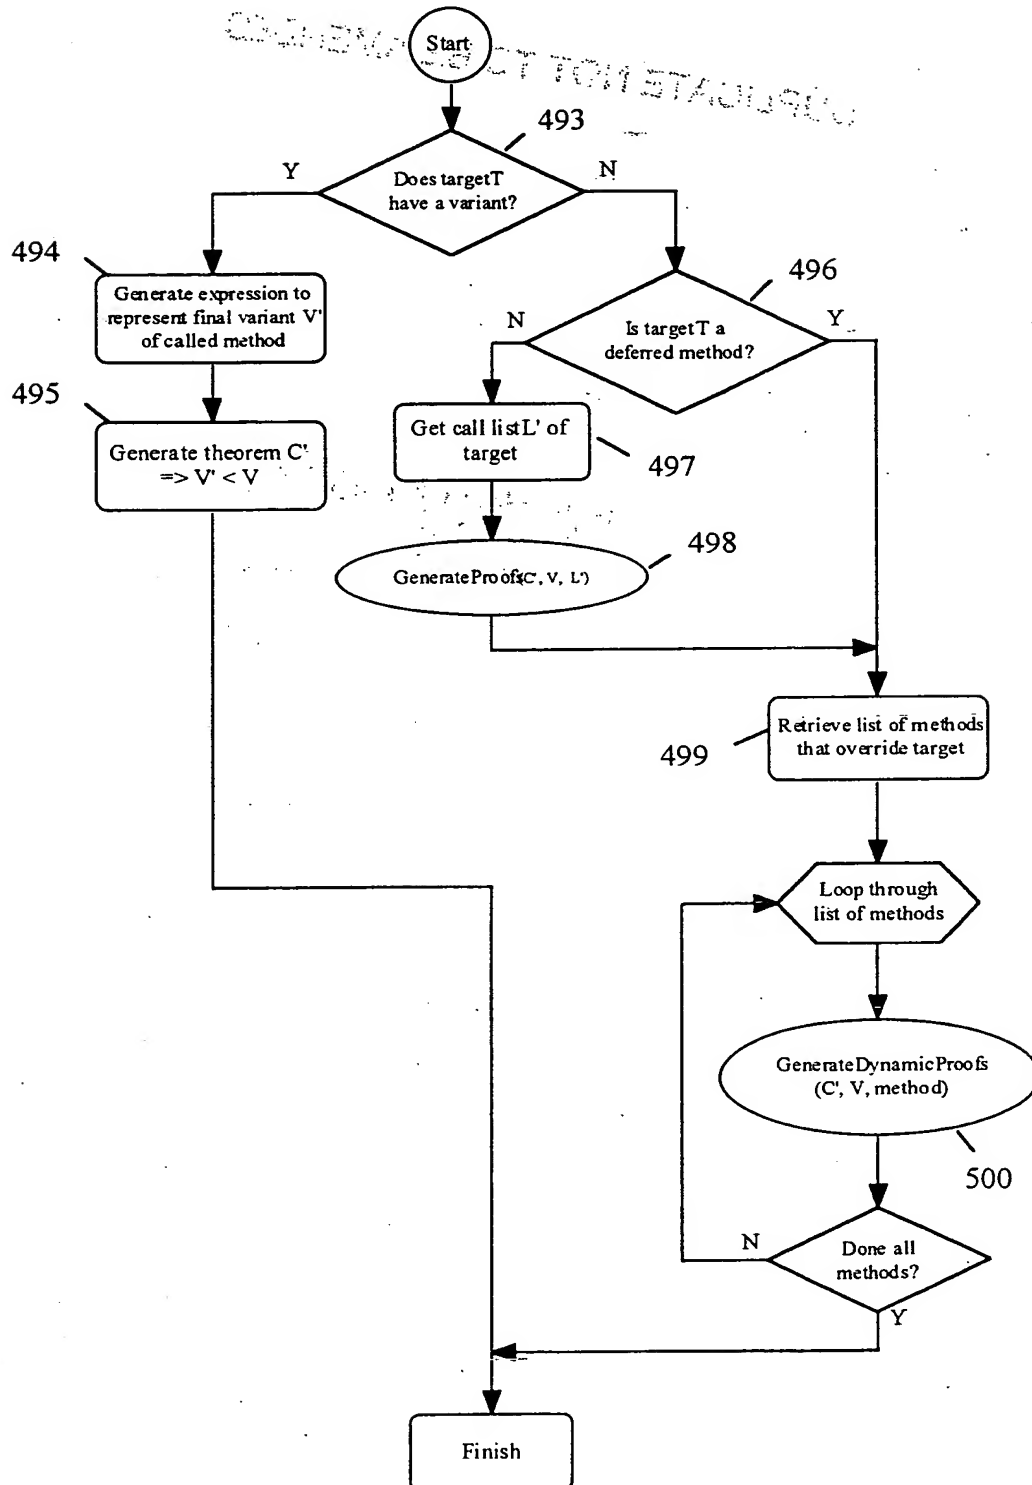 Start
493
Y
N
Does targetT
have a variant?
494
Generate expression to
represent final variant V'
of called method
496
N
Y
Is targetT a
deferred method?
495
Generate theorem C'
=> V' < V
Get call listL' of
target
497
498
GenerateProofs(C', V, L')
Retrieve list of methods
that override target
499
Loop through
list of methods
GenerateDynamicProofs
(C', V, method)
500
N
Done all
methods?
Y
Finish